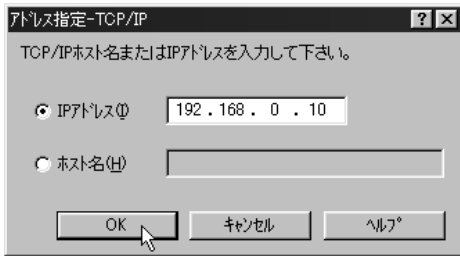 アドレス指定-TCP/IP
TCP/IPホスト名またはIPアドレスを入力して下さい。
IPアドレス(I) 192 . 168 . 0 . 10
ホスト名(H)
OK キャンセル ヘルプ